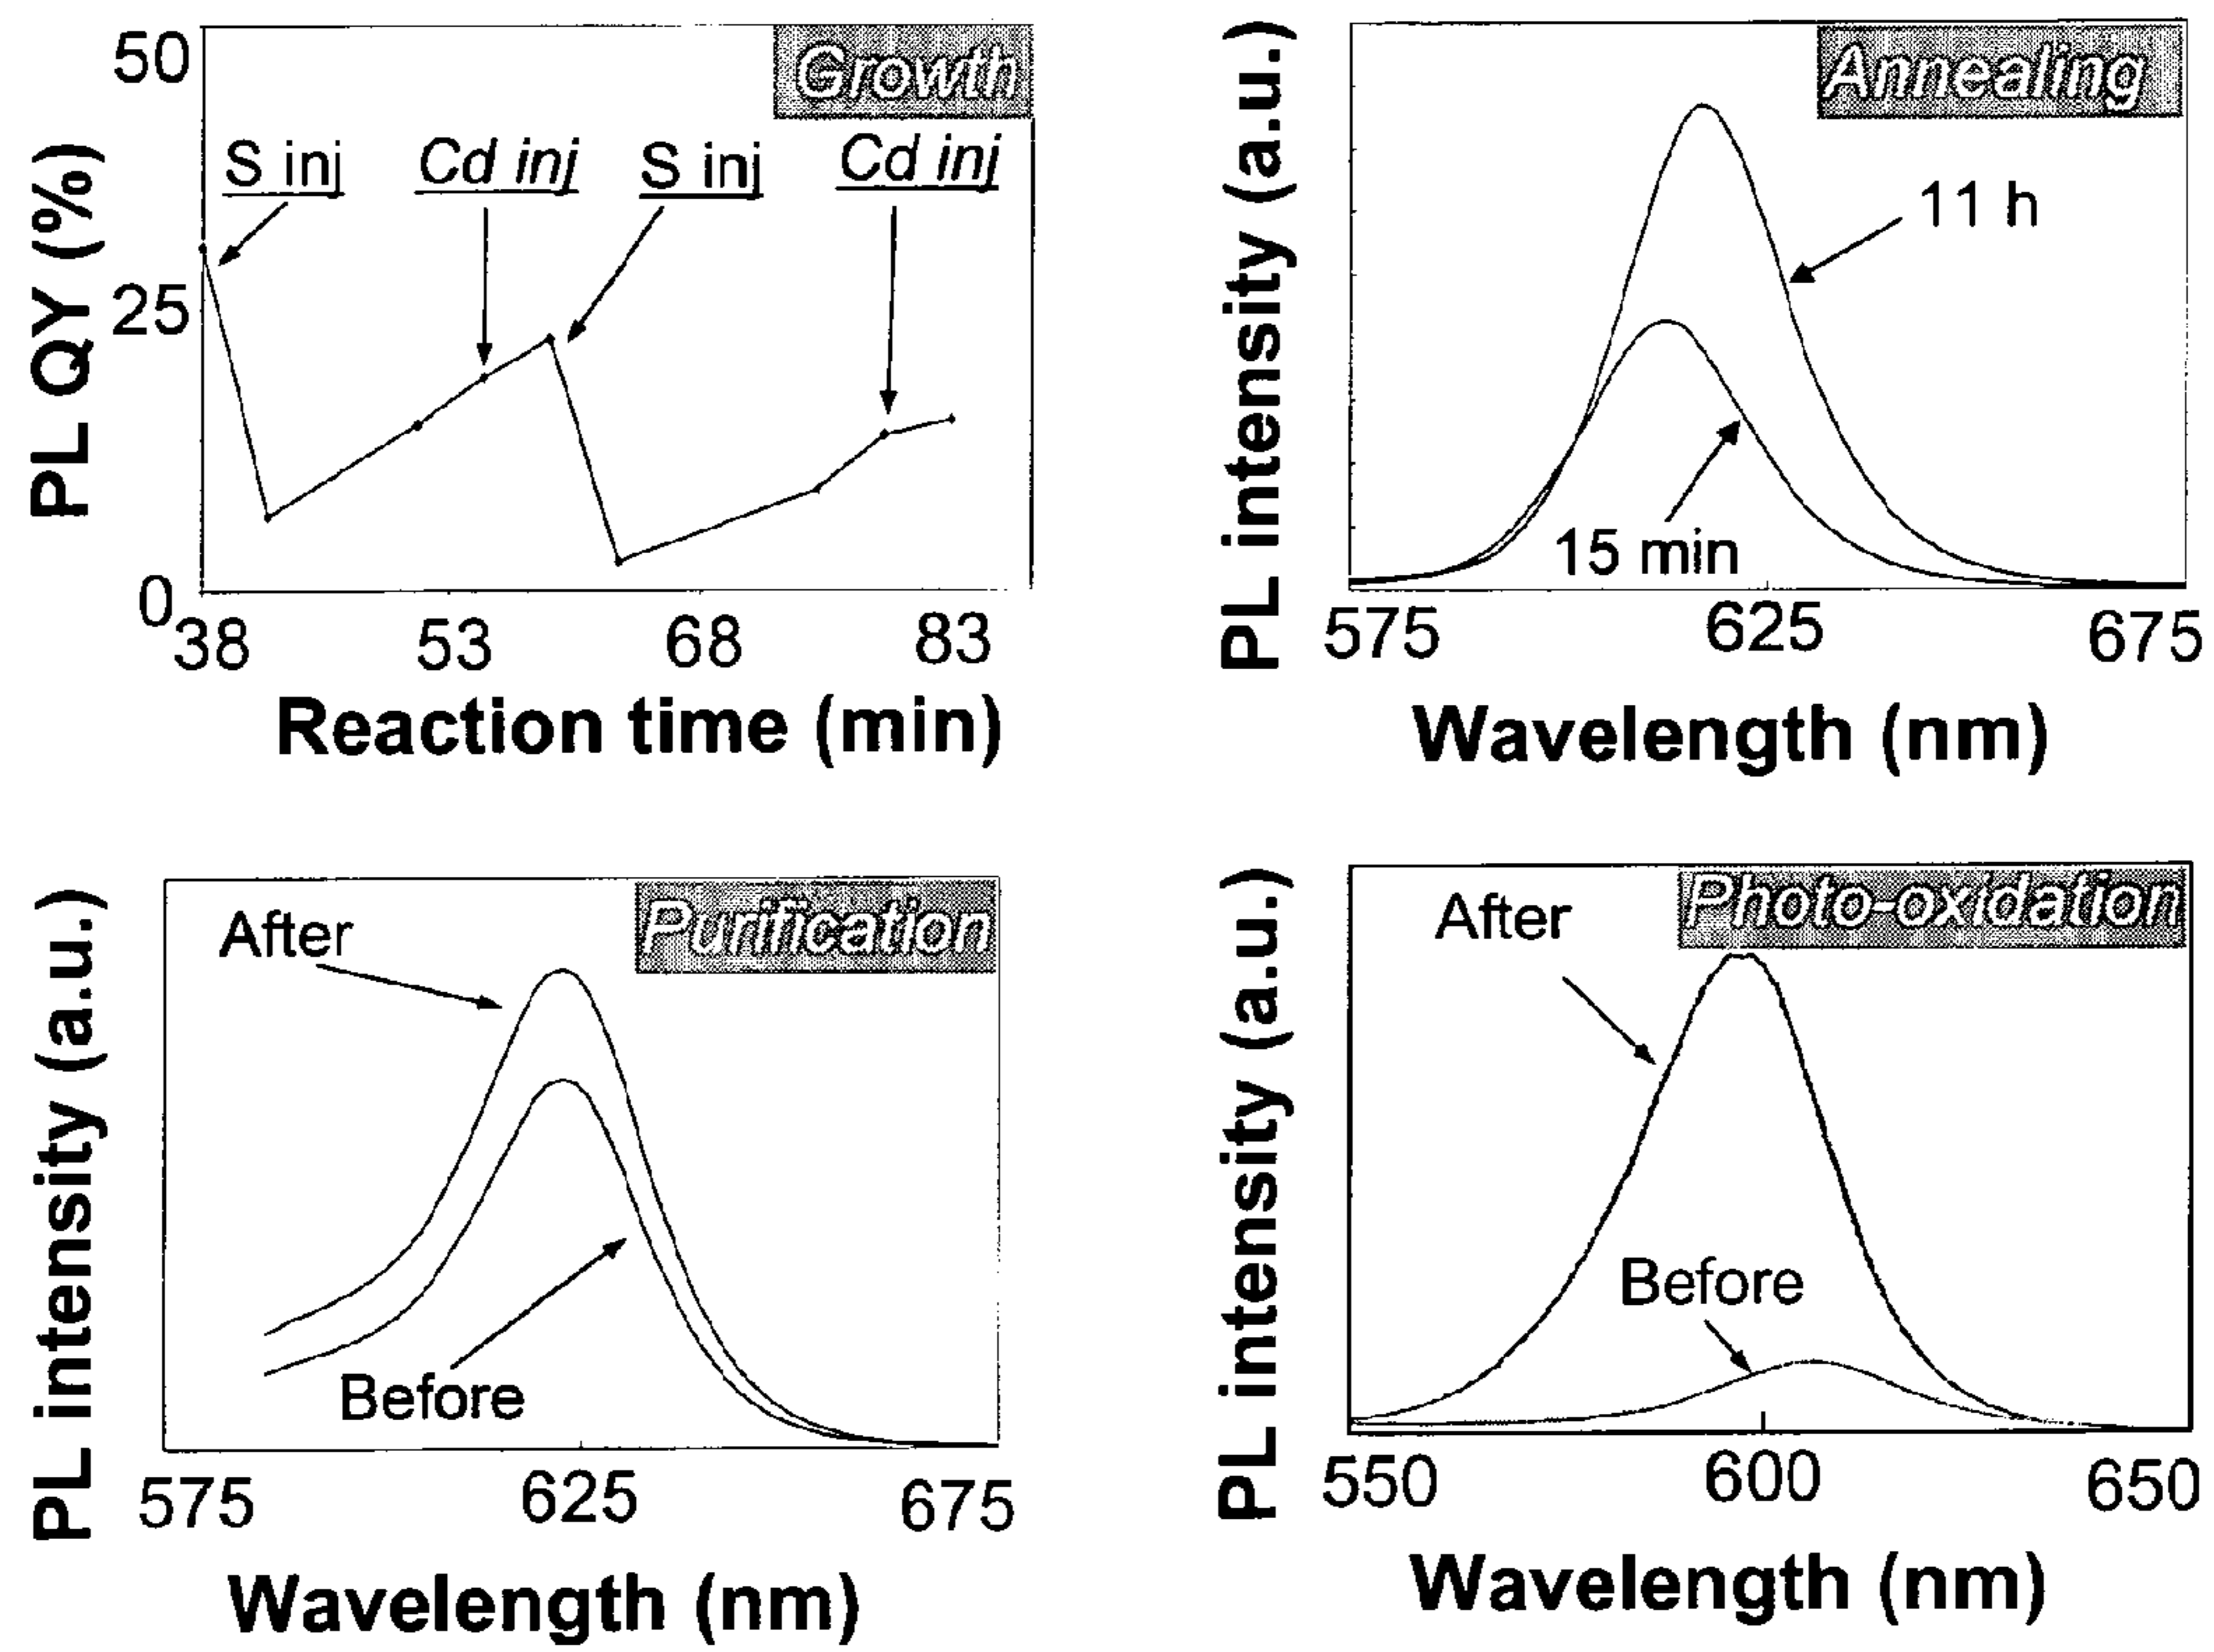 Growth
PL QY (%)
50
25
0
S inj
Cd inj
S inj
Cd inj
38
53
68
83
Reaction time (min)
Annealing
PL intensity (a.u.)
11 h
15 min
575
625
675
Wavelength (nm)
Purification
PL intensity (a.u.)
After
Before
575
625
675
Wavelength (nm)
Photo-oxidation
PL intensity (a.u.)
After
Before
550
600
650
Wavelength (nm)